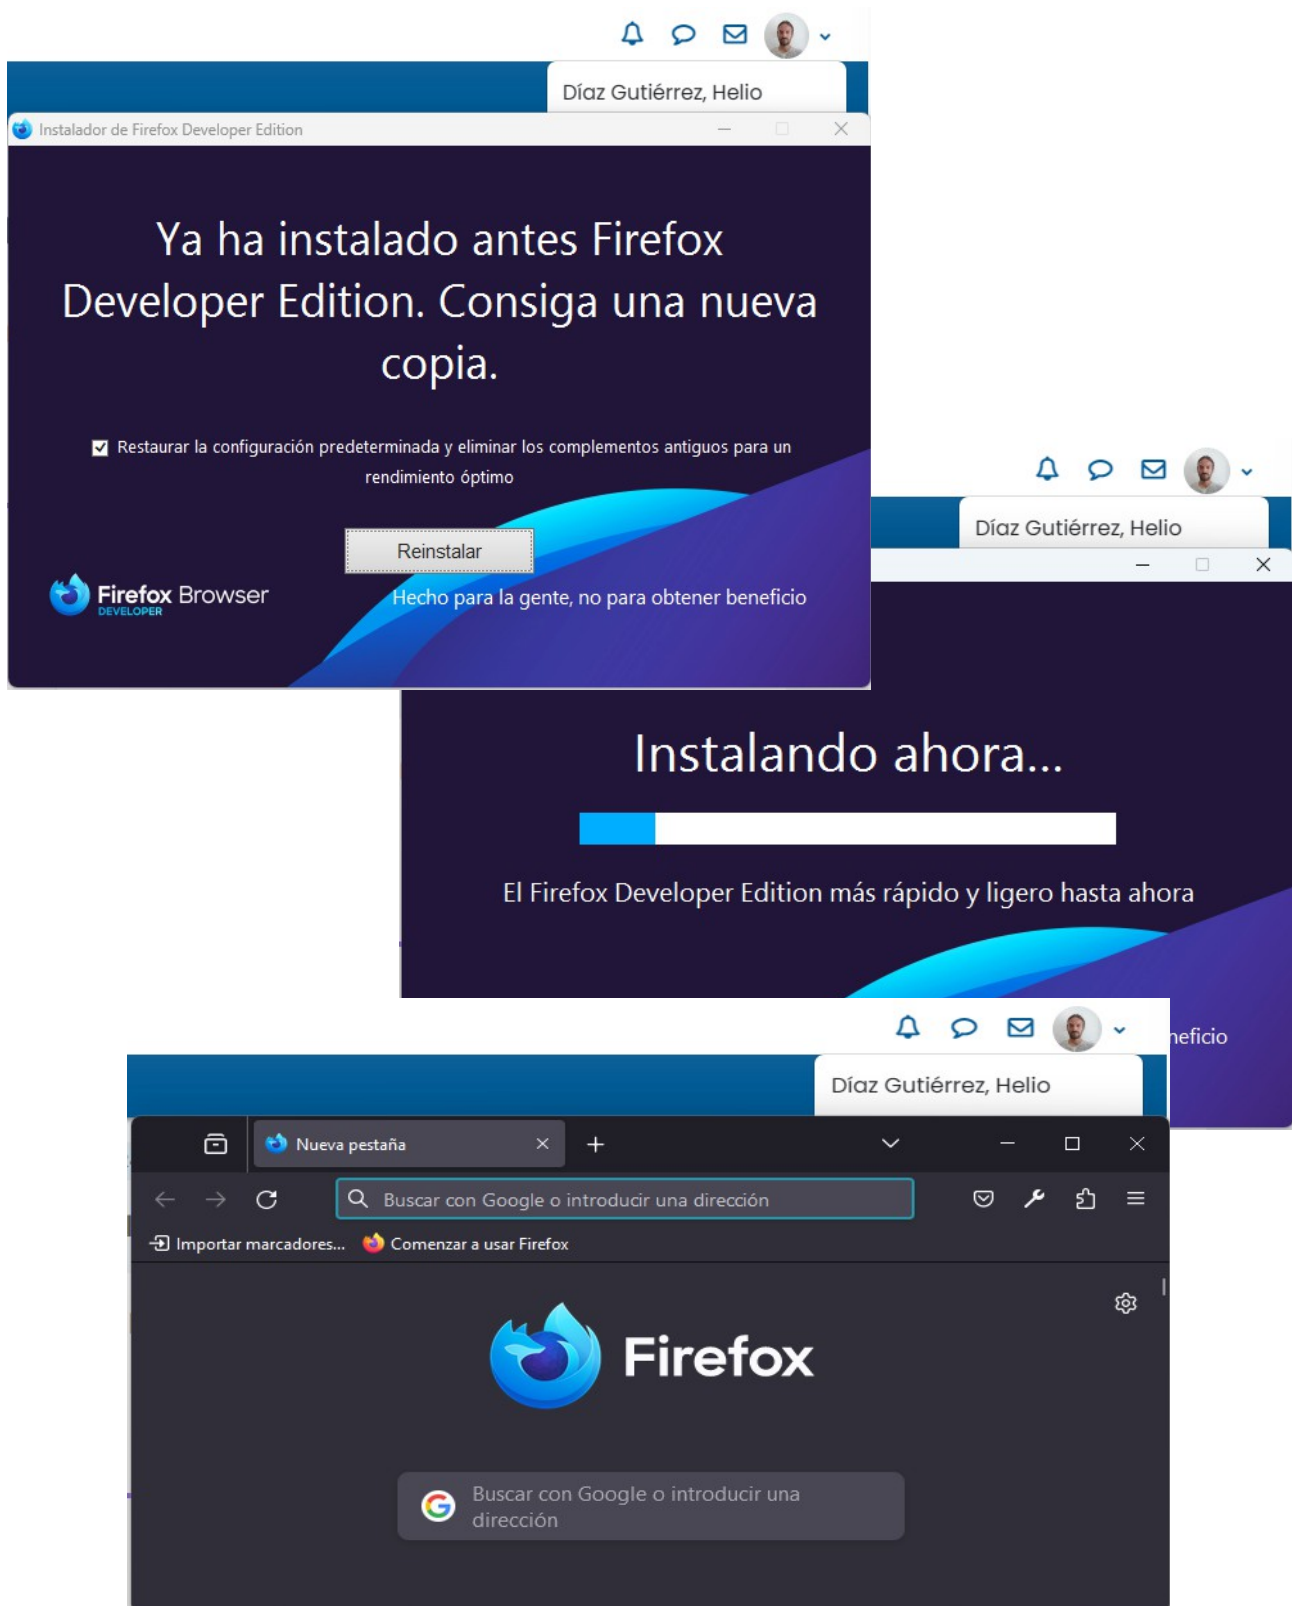 Díaz Gutiérrez, Helio
Instalador de Firefox Developer Edition
Ya ha instalado antes Firefox
Developer Edition. Consiga una nueva
copia.
Restaurar la configuración predeterminada y eliminar los complementos antiguos para un
rendimiento óptimo
Reinstalar
Firefox Browser
DEVELOPER
Hecho para la gente, no para obtener beneficio
Díaz Gutiérrez, Helio
Instalando ahora...
El Firefox Developer Edition más rápido y ligero hasta ahora
neficio
Díaz Gutiérrez, Helio
Nueva pestaña
Buscar con Google o introducir una dirección
Importar marcadores...
Comenzar a usar Firefox
Firefox
Buscar con Google o introducir una
dirección